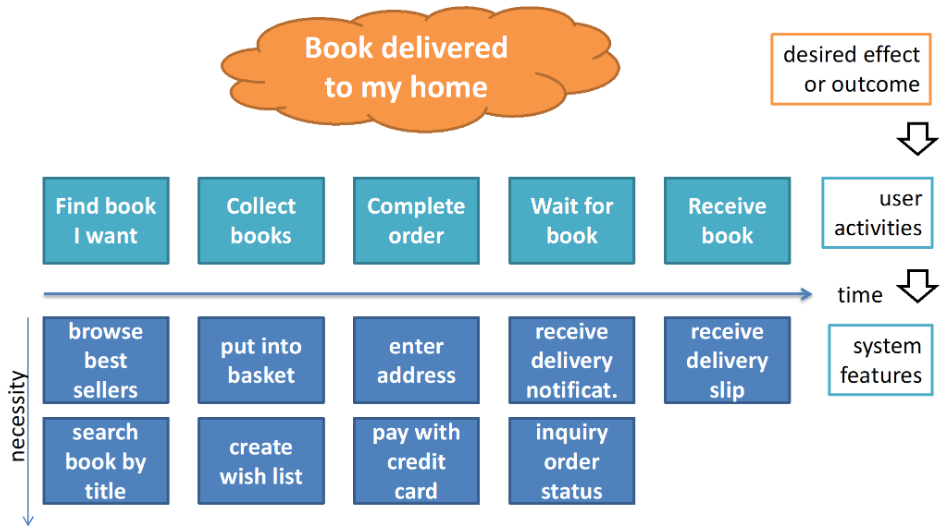 Book delivered
to my home
desired effect
or outcome
Find book
I want
Collect
books
Complete
order
Wait for
book
Receive
book
user
activities
time
necessity
browse
best
sellers
put into
basket
enter
address
receive
delivery
notificat.
receive
delivery
slip
system
features
search
book by
title
create
wish list
pay with
credit
card
inquiry
order
status